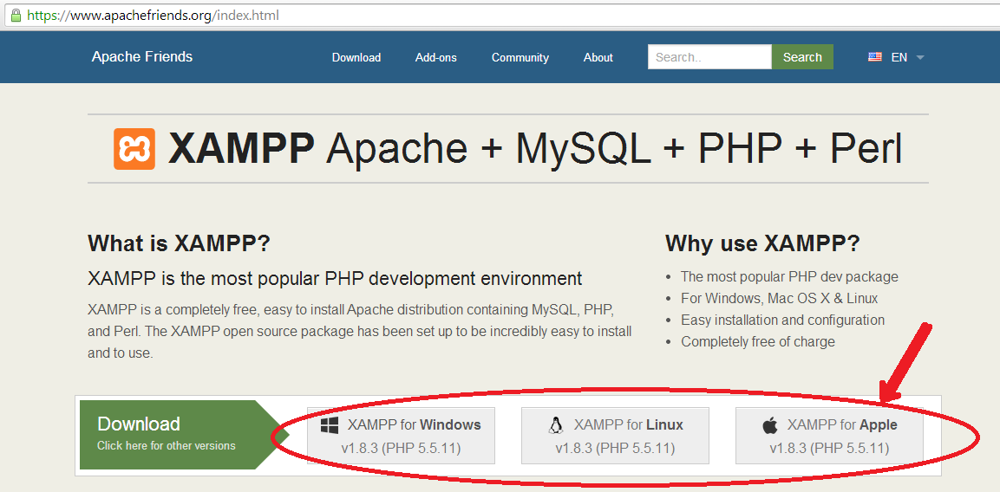 https://www.apachefriends.org/index.html
Apache Friends
Download
Add-ons
Community
About
Search..
Search
EN
XAMPP Apache + MySQL + PHP + Perl
What is XAMPP?
XAMPP is the most popular PHP development environment
XAMPP is a completely free, easy to install Apache distribution containing MySQL, PHP,
and Perl. The XAMPP open source package has been set up to be incredibly easy to install
and to use.
Why use XAMPP?
• The most popular PHP dev package
• For Windows, Mac OS X & Linux
• Easy installation and configuration
• Completely free of charge
Download
Click here for other versions
XAMPP for Windows
v1.8.3 (PHP 5.5.11)
XAMPP for Linux
v1.8.3 (PHP 5.5.11)
XAMPP for Apple
v1.8.3 (PHP 5.5.11)